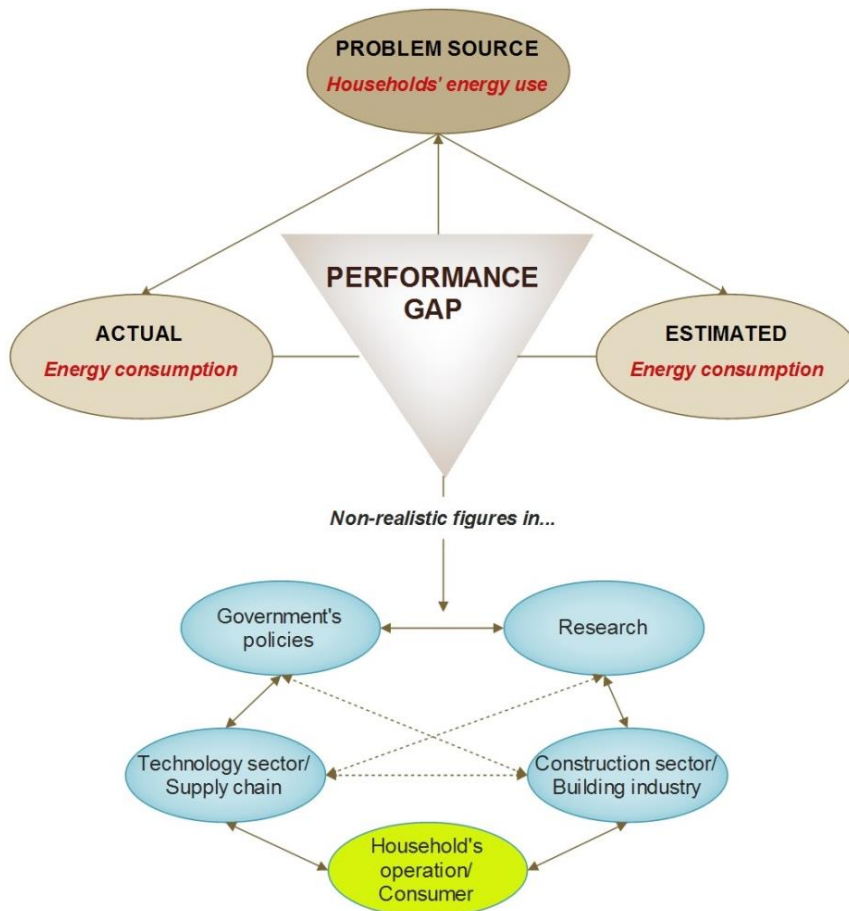 PROBLEM SOURCE
Households' energy use
PERFORMANCE
GAP
ACTUAL
Energy consumption
ESTIMATED
Energy consumption
Non-realistic figures in...
Government's
policies
Research
Technology sector/
Supply chain
Construction sector/
Building industry
Household's
operation/
Consumer